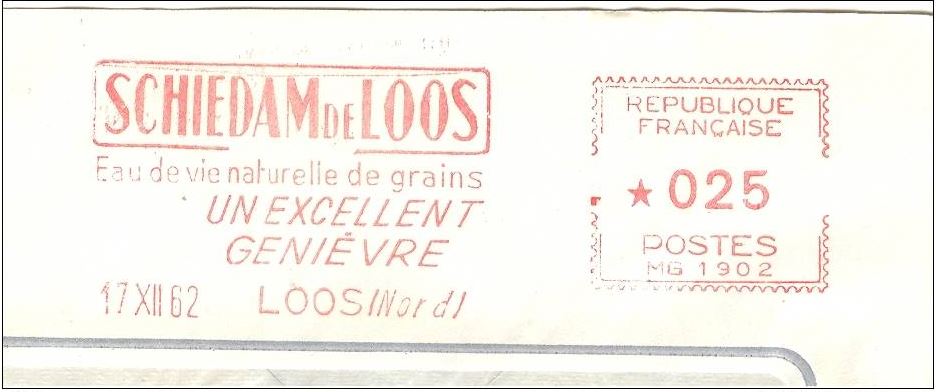 SCHIEDAM DE LOOS
Eau de vie naturelle de grains
UN EXCELLENT
GENIÈVRE
17 XII 62 LOOS (Nord)
REPUBLIQUE
FRANÇAISE
★ 025
POSTES
MG 1902